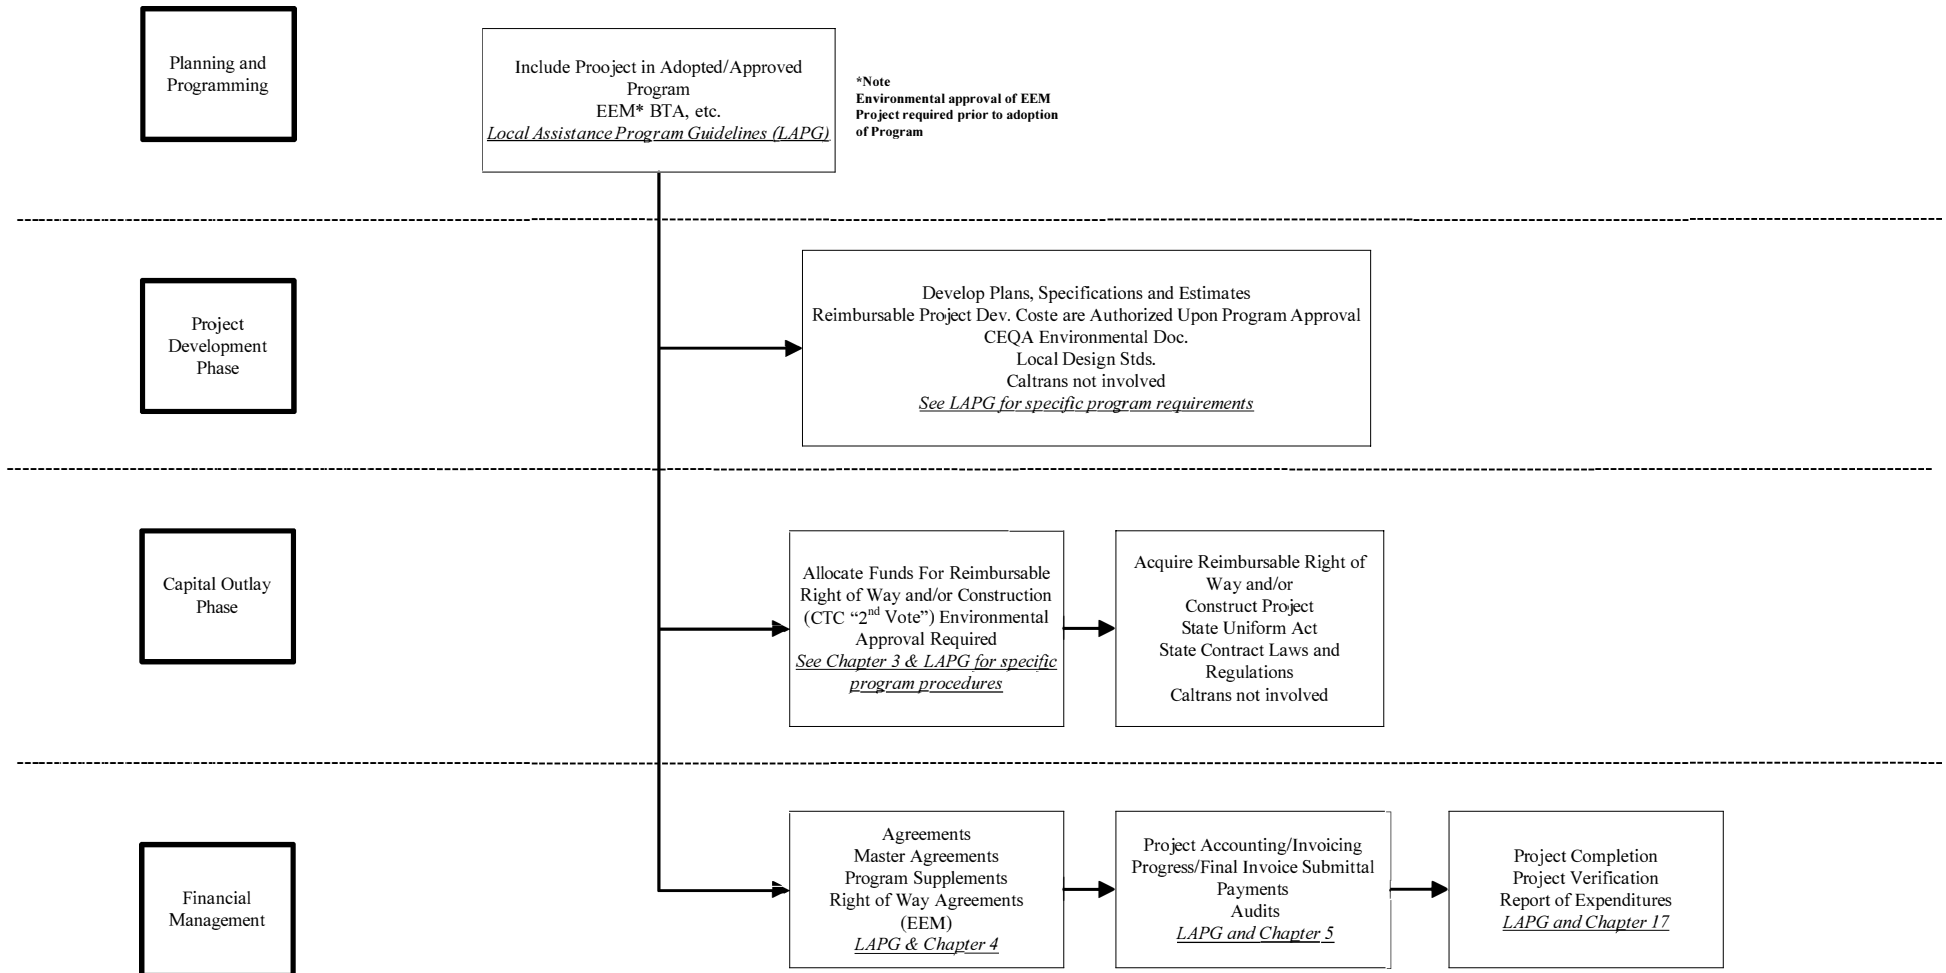 Planning and
Programming
Include Prooject in Adopted/Approved
Program
EEM* BTA, etc.
Local Assistance Program Guidelines (LAPG)
*Note
Environmental approval of EEM
Project required prior to adoption
of Program
Project
Development
Phase
Develop Plans, Specifications and Estimates
Reimbursable Project Dev. Coste are Authorized Upon Program Approval
CEQA Environmental Doc.
Local Design Stds.
Caltrans not involved
See LAPG for specific program requirements
Capital Outlay
Phase
Allocate Funds For Reimbursable
Right of Way and/or Construction
(CTC “2nd Vote”) Environmental
Approval Required
See Chapter 3 & LAPG for specific
program procedures
Acquire Reimbursable Right of
Way and/or
Construct Project
State Uniform Act
State Contract Laws and
Regulations
Caltrans not involved
Financial
Management
Agreements
Master Agreements
Program Supplements
Right of Way Agreements
(EEM)
LAPG & Chapter 4
Project Accounting/Invoicing
Progress/Final Invoice Submittal
Payments
Audits
LAPG and Chapter 5
Project Completion
Project Verification
Report of Expenditures
LAPG and Chapter 17